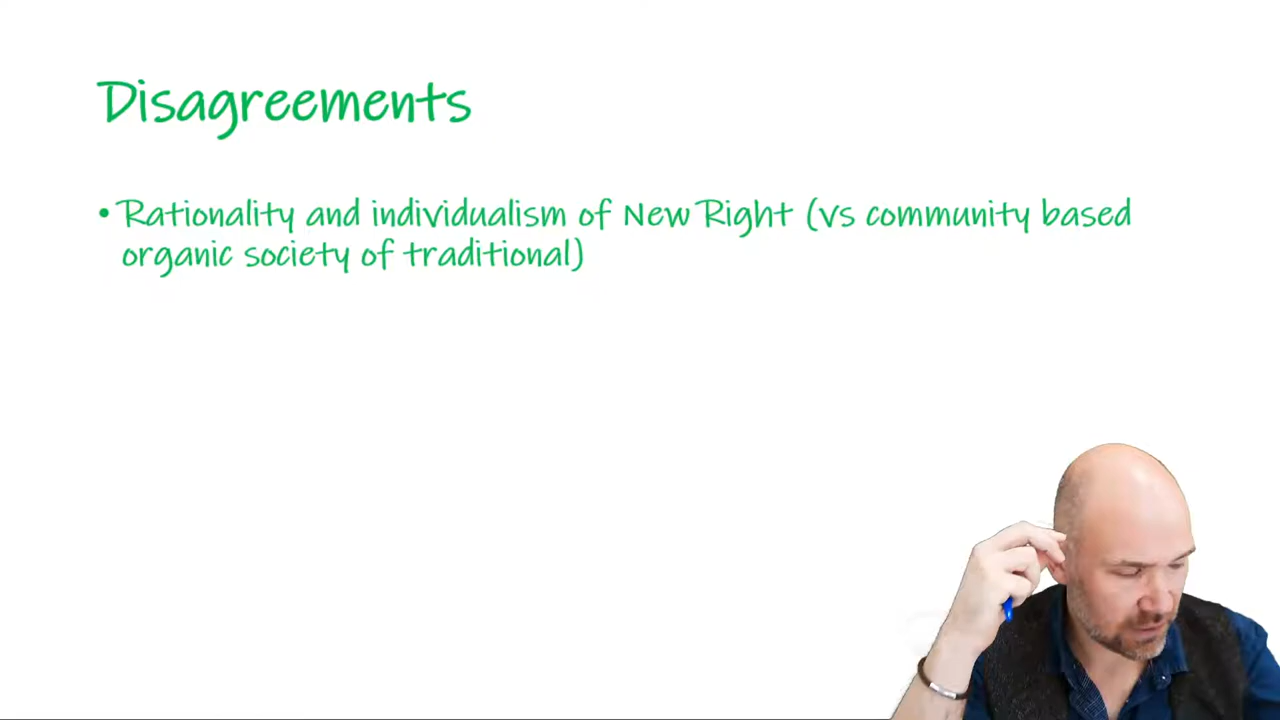 Disagreements
• Rationality and individualism of New Right (vs community based
organic society of traditional)